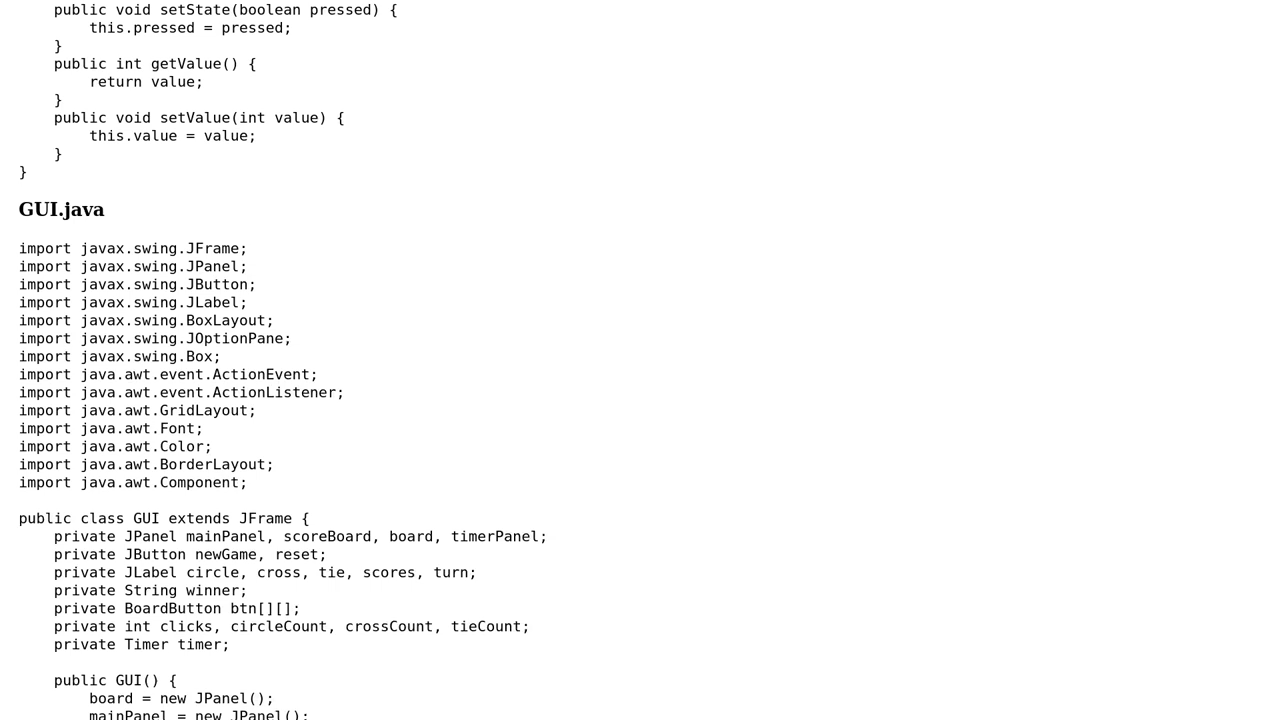 public void setState(boolean pressed) {
        this.pressed = pressed;
    }
    public int getValue() {
        return value;
    }
    public void setValue(int value) {
        this.value = value;
    }
}
GUI.java
import javax.swing.JFrame;
import javax.swing.JPanel;
import javax.swing.JButton;
import javax.swing.JLabel;
import javax.swing.BoxLayout;
import javax.swing.JOptionPane;
import javax.swing.Box;
import java.awt.event.ActionEvent;
import java.awt.event.ActionListener;
import java.awt.GridLayout;
import java.awt.Font;
import java.awt.Color;
import java.awt.BorderLayout;
import java.awt.Component;

public class GUI extends JFrame {
    private JPanel mainPanel, scoreBoard, board, timerPanel;
    private JButton newGame, reset;
    private JLabel circle, cross, tie, scores, turn;
    private String winner;
    private BoardButton btn[][];
    private int clicks, circleCount, crossCount, tieCount;
    private Timer timer;

    public GUI() {
        board = new JPanel();
        mainPanel = new JPanel();